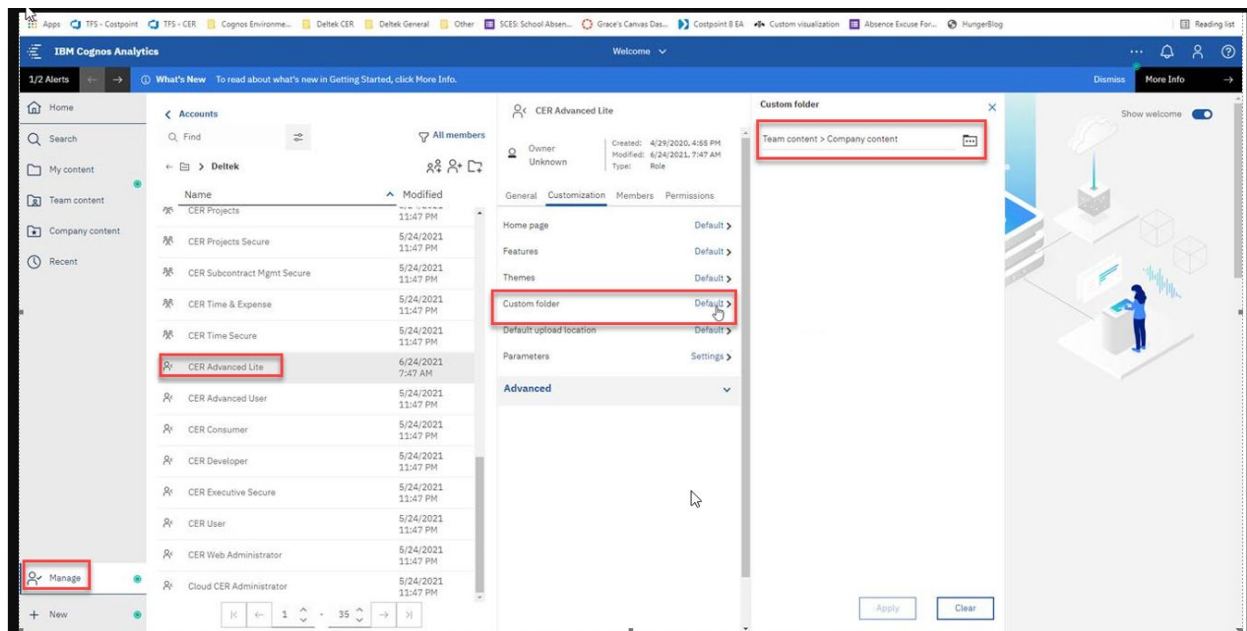 Apps TFS - Costpoint TFS - CER Cognos Environme... Deltek CER Deltek General Other SCES: School Absen... Grace's Canvas Das... Costpoint 8 EA Custom visualization Absence Excuse For... HungerBlog Reading list
IBM Cognos Analytics Welcome
1/2 Alerts What's New To read about what's new in Getting Started, click More Info. Dismiss More Info
Home
Search
My content
Team content
Company content
Recent
Manage
New
Accounts
Find All members
Deltek
Name Modified
CER Projects 11:47 PM
CER Projects Secure 5/24/2021
11:47 PM
CER Subcontract Mgmt Secure 5/24/2021
11:47 PM
CER Time & Expense 5/24/2021
11:47 PM
CER Time Secure 5/24/2021
11:47 PM
CER Advanced Lite 6/24/2021
7:47 AM
CER Advanced User 5/24/2021
11:47 PM
CER Consumer 5/24/2021
11:47 PM
CER Developer 5/24/2021
11:47 PM
CER Executive Secure 5/24/2021
11:47 PM
CER User 5/24/2021
11:47 PM
CER Web Administrator 5/24/2021
11:47 PM
Cloud CER Administrator 5/24/2021
11:47 PM
1 - 35
CER Advanced Lite
Owner
Unknown
Created: 4/29/2020, 4:55 PM
Modified: 6/24/2021, 7:47 AM
Type: Role
General Customization Members Permissions
Home page Default
Features Default
Themes Default
Custom folder Default
Default upload location Default
Parameters Settings
Advanced
Custom folder
Team content > Company content
Apply Clear
Show welcome